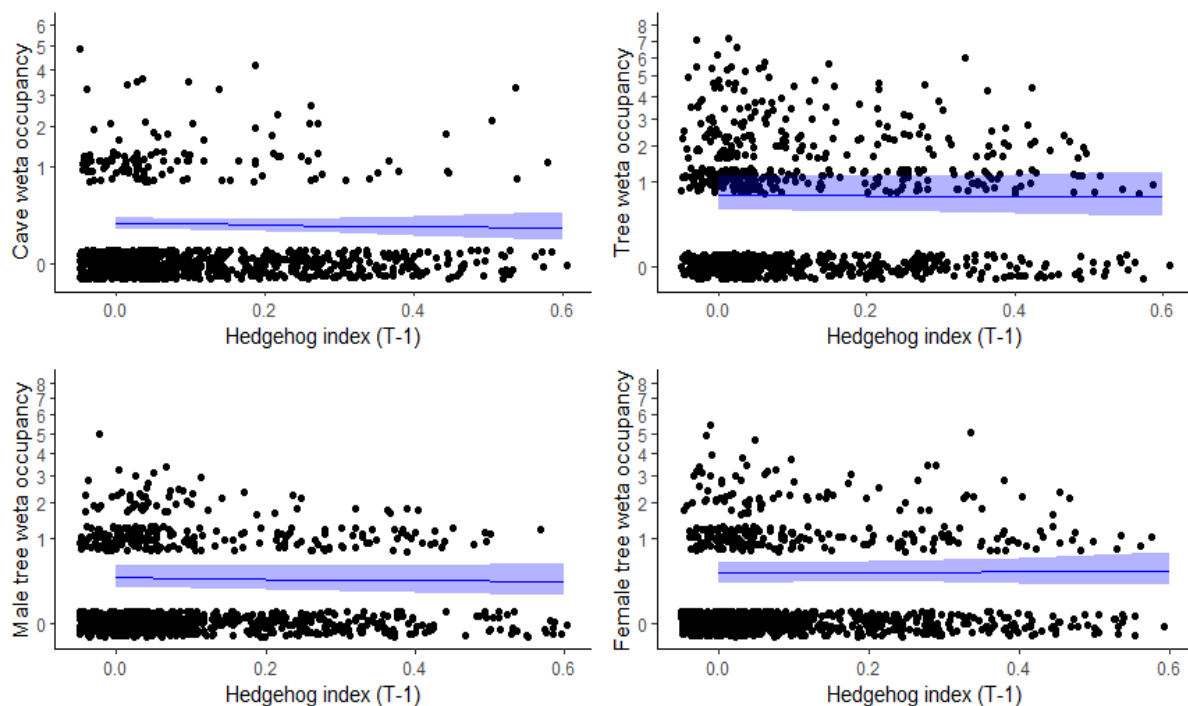 Cave weta occupancy
6
5
4
3
2
1
0
0.0 0.2 0.4 0.6
Hedgehog index (T-1)
Tree weta occupancy
8
7
6
5
4
3
2
1
0
0.0 0.2 0.4 0.6
Hedgehog index (T-1)
Male tree weta occupancy
8
7
6
5
4
3
2
1
0
0.0 0.2 0.4 0.6
Hedgehog index (T-1)
Female tree weta occupancy
8
7
6
5
4
3
2
1
0
0.0 0.2 0.4 0.6
Hedgehog index (T-1)